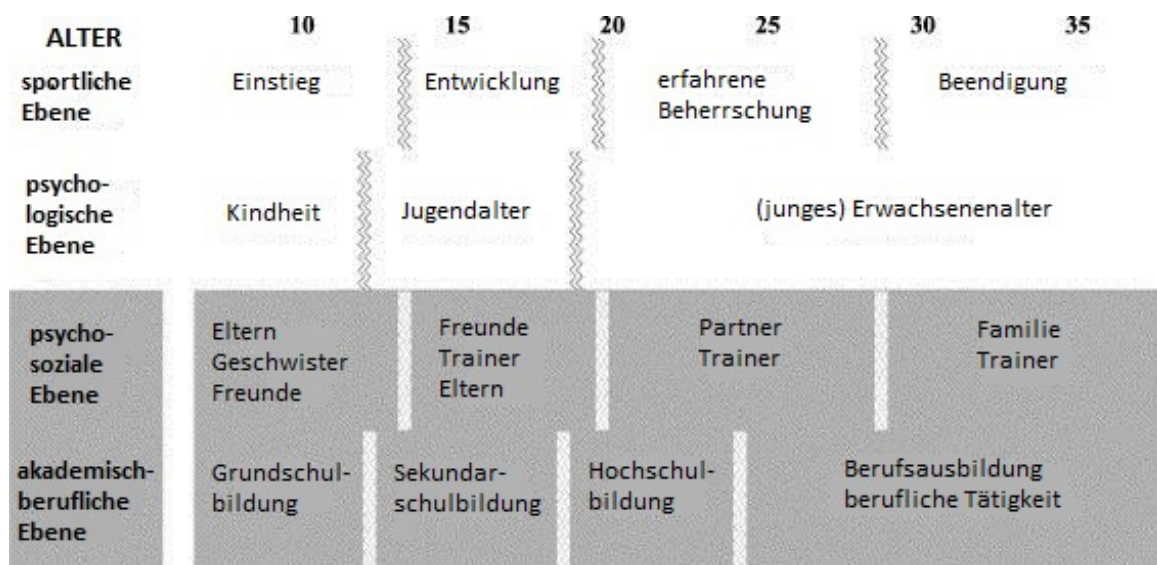 ALTER 10 15 20 25 30 35
sportliche
Ebene
Einstieg
Entwicklung
erfahrene
Beherrschung
Beendigung
psycho-
logische
Ebene
Kindheit
Jugendalter
(junges) Erwachsenenalter
psycho-
soziale
Ebene
Eltern
Geschwister
Freunde
Freunde
Trainer
Eltern
Partner
Trainer
Familie
Trainer
akademisch-
berufliche
Ebene
Grundschul-
bildung
Sekundar-
schulbildung
Hochschul-
bildung
Berufsausbildung
berufliche Tätigkeit